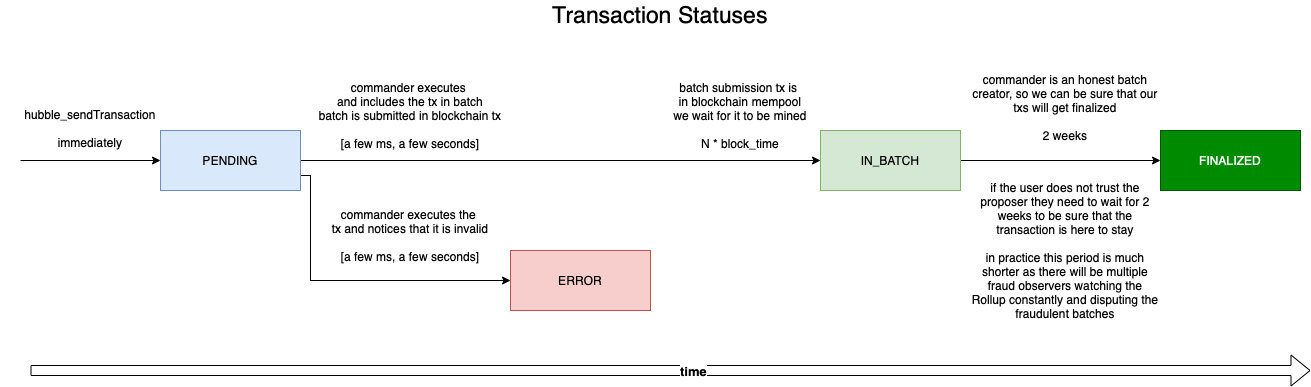 Transaction Statuses
hubble_sendTransaction
immediately
PENDING
commander executes
and includes the tx in batch
batch is submitted in blockchain tx
[a few ms, a few seconds]
commander executes the
tx and notices that it is invalid
[a few ms, a few seconds]
ERROR
batch submission tx is
in blockchain mempool
we wait for it to be mined
N * block_time
IN_BATCH
commander is an honest batch
creator, so we can be sure that our
txs will get finalized
2 weeks
if the user does not trust the
proposer they need to wait for 2
weeks to be sure that the
transaction is here to stay
in practice this period is much
shorter as there will be multiple
fraud observers watching the
Rollup constantly and disputing the
fraudulent batches
FINALIZED
time